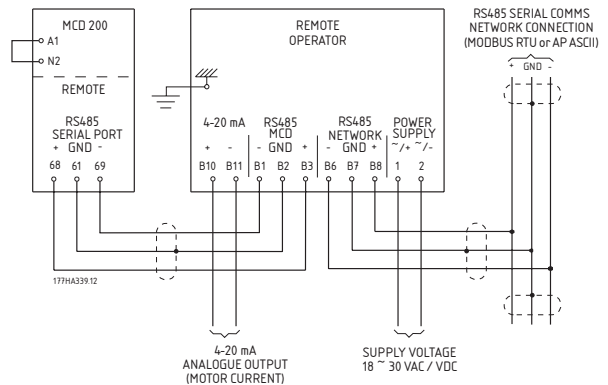 MCD 200
A1
N2
REMOTE
RS485
SERIAL PORT
+ GND -
68 61 69
177HA339.12
REMOTE
OPERATOR
4-20 mA
+ -
B10 B11
RS485
MCD
- GND +
B1 B2 B3
RS485
NETWORK
- GND +
B6 B7 B8
POWER
SUPPLY
~/+ ~/-
1 2
4-20 mA
ANALOGUE OUTPUT
(MOTOR CURRENT)
SUPPLY VOLTAGE
18 ~ 30 VAC / VDC
RS485 SERIAL COMMS
NETWORK CONNECTION
(MODBUS RTU or AP ASCII)
+ GND -